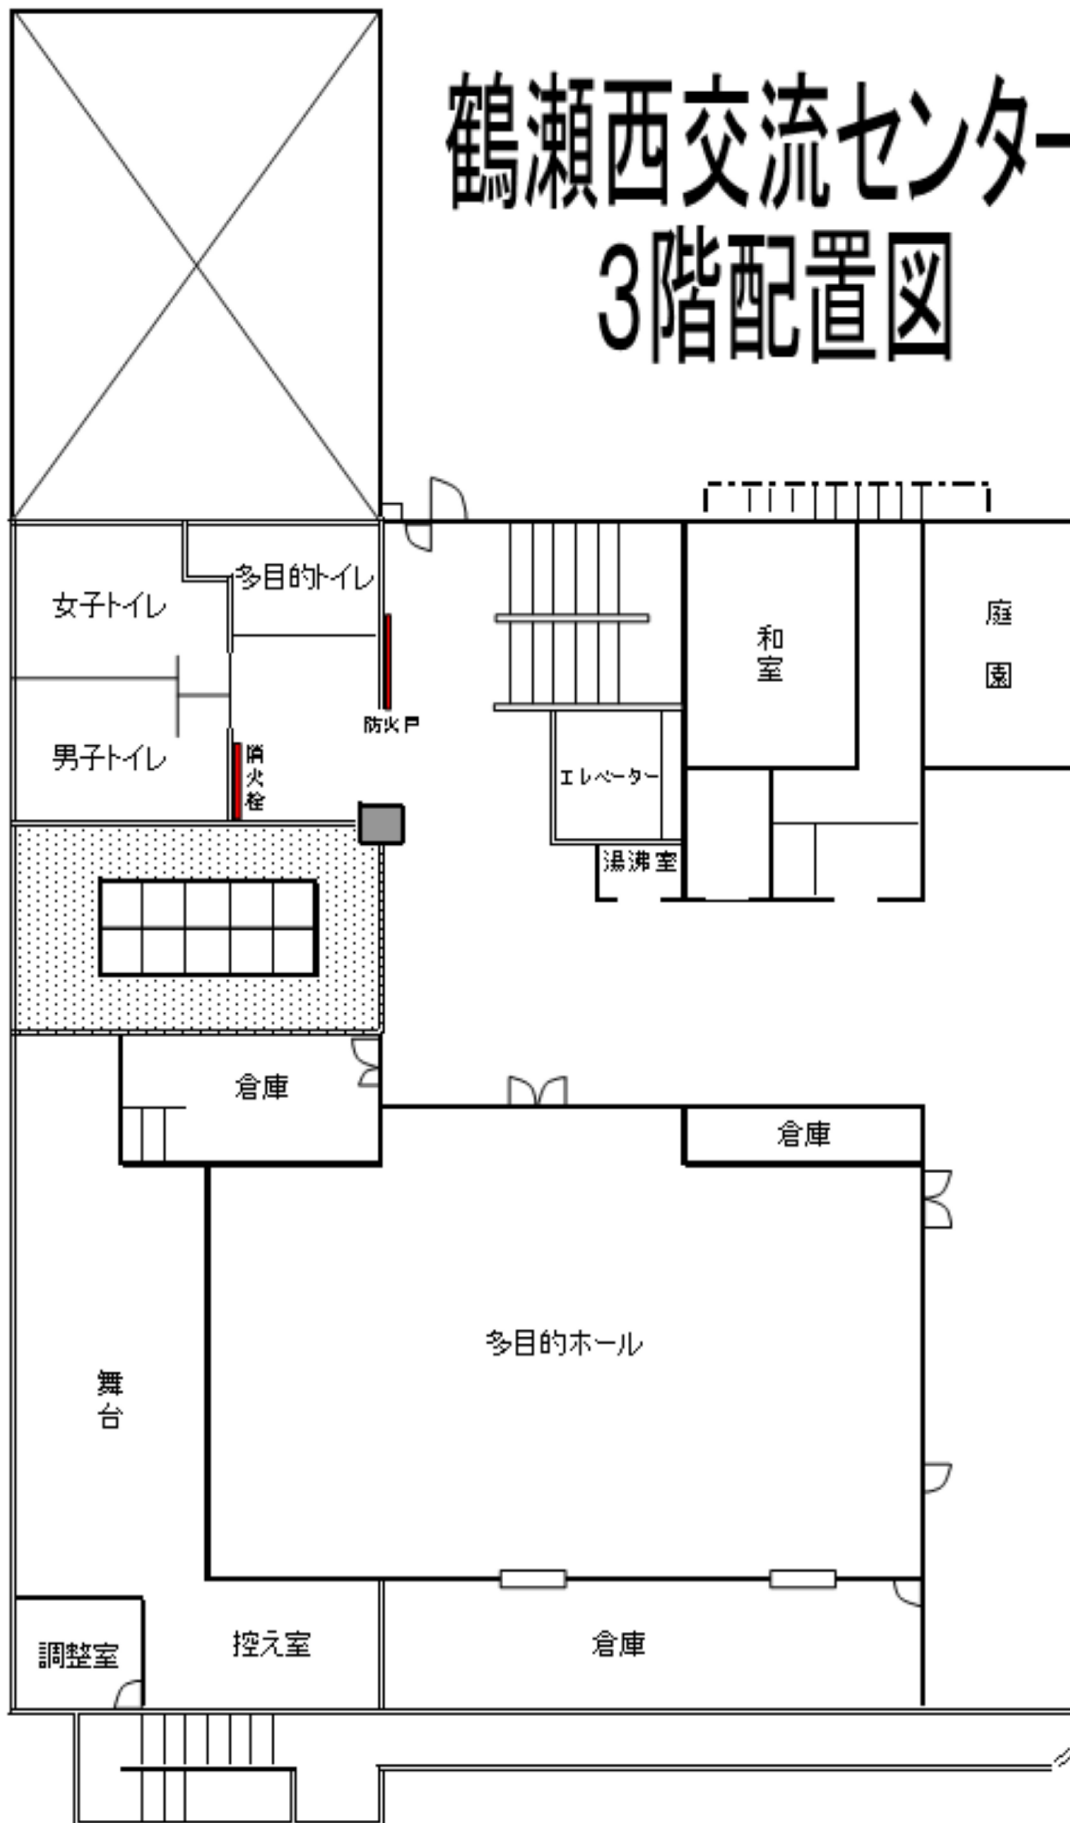 鶴瀬西交流センター
3階配置図
多目的トイレ
女子トイレ
和室
庭園
防火戸
男子トイレ
消火栓
エレベーター
湯沸室
倉庫
倉庫
多目的ホール
舞台
調整室
控え室
倉庫